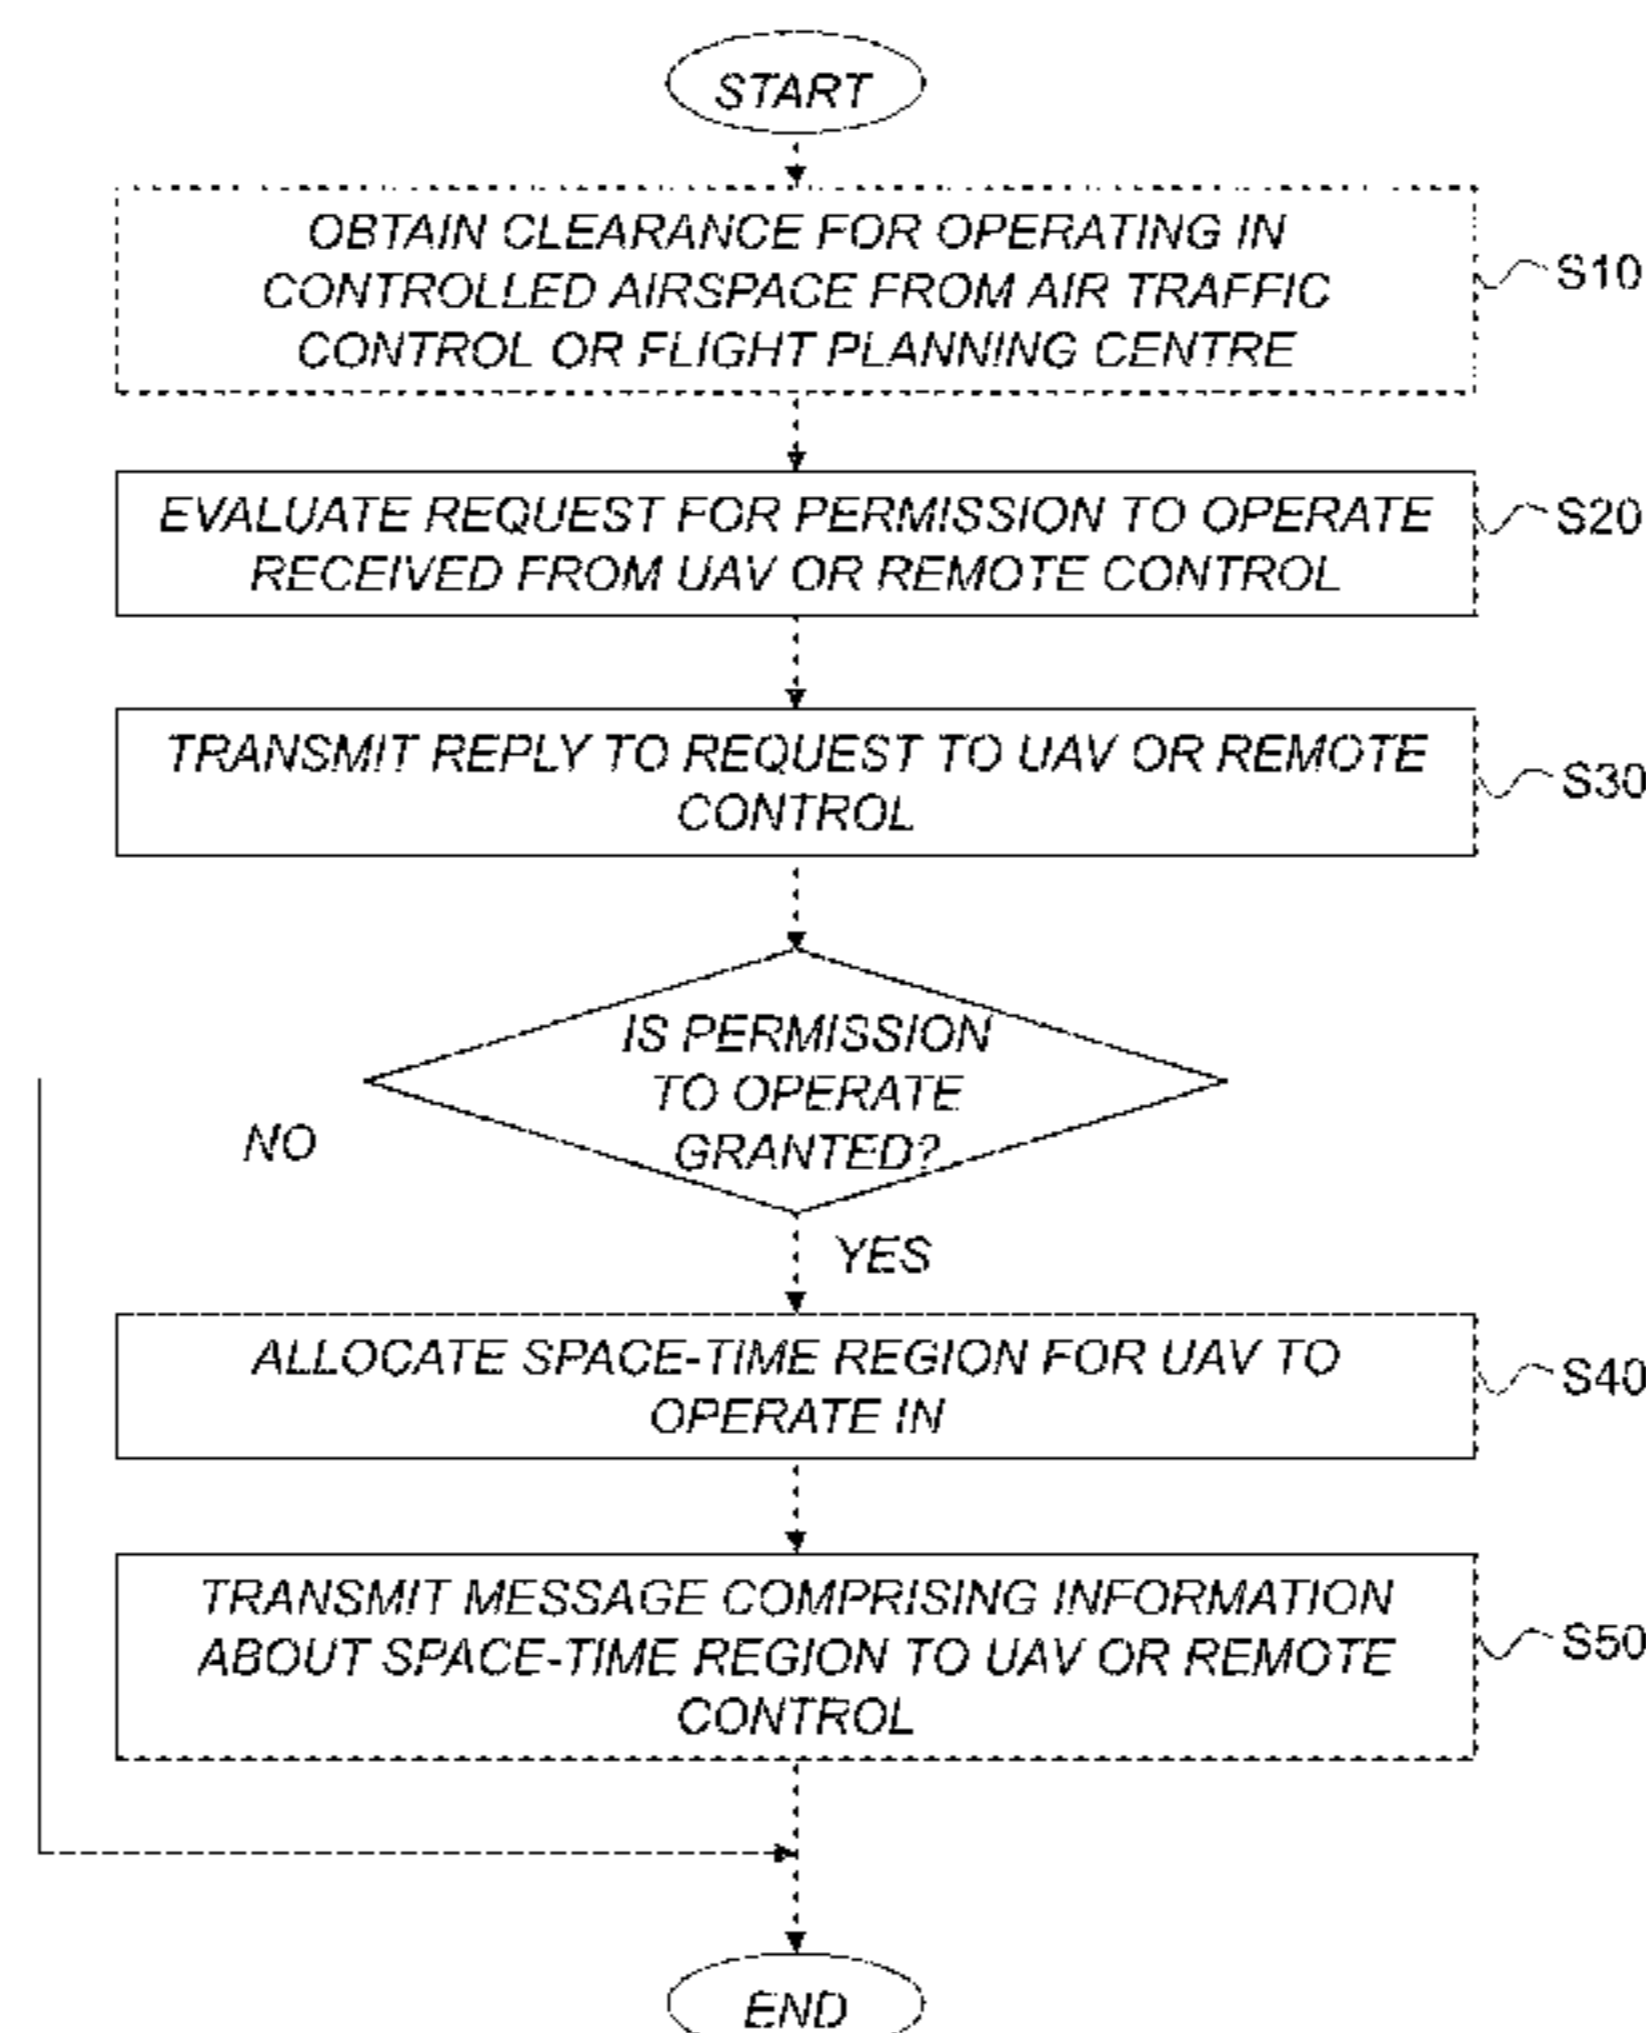 START
OBTAIN CLEARANCE FOR OPERATING IN
CONTROLLED AIRSPACE FROM AIR TRAFFIC
CONTROL OR FLIGHT PLANNING CENTRE
S10
EVALUATE REQUEST FOR PERMISSION TO OPERATE
RECEIVED FROM UAV OR REMOTE CONTROL
S20
TRANSMIT REPLY TO REQUEST TO UAV OR REMOTE
CONTROL
S30
IS PERMISSION
TO OPERATE
GRANTED?
NO
YES
ALLOCATE SPACE-TIME REGION FOR UAV TO
OPERATE IN
S40
TRANSMIT MESSAGE COMPRISING INFORMATION
ABOUT SPACE-TIME REGION TO UAV OR REMOTE
CONTROL
S50
END